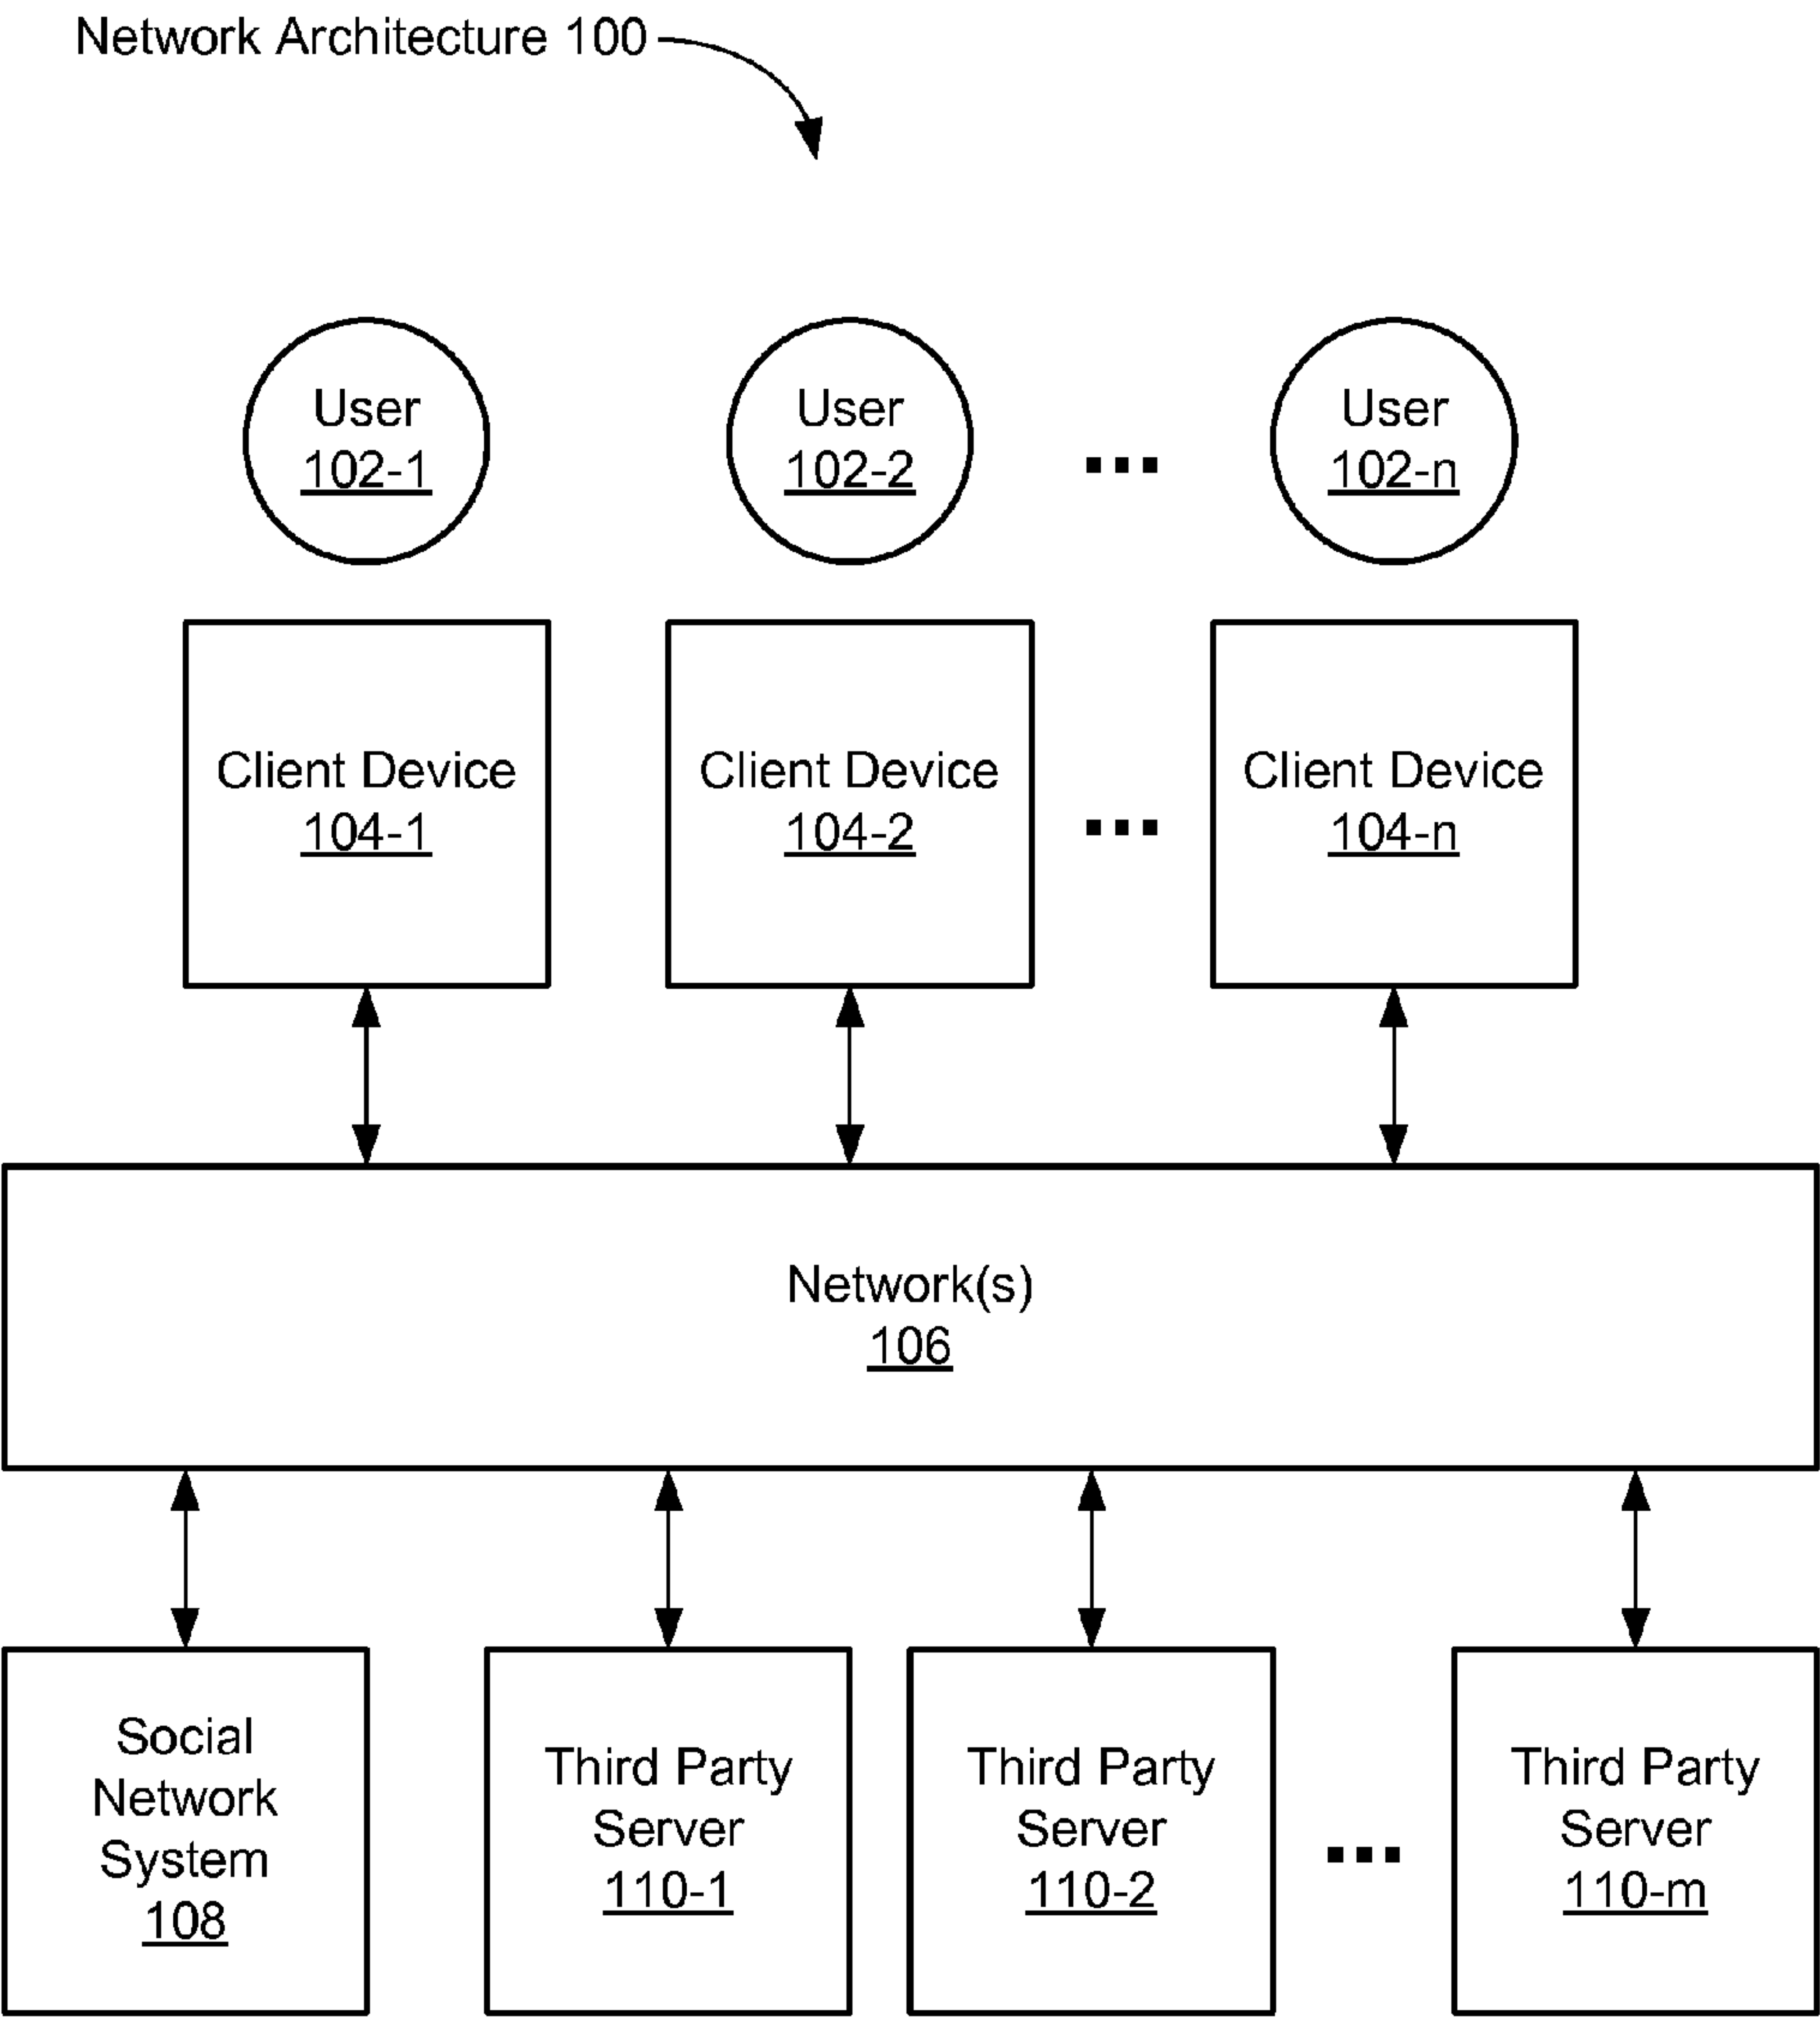 Network Architecture 100
User
102-1
User
102-2
...
User
102-n
Client Device
104-1
Client Device
104-2
...
Client Device
104-n
Network(s)
106
Social
Network
System
108
Third Party
Server
110-1
Third Party
Server
110-2
...
Third Party
Server
110-m